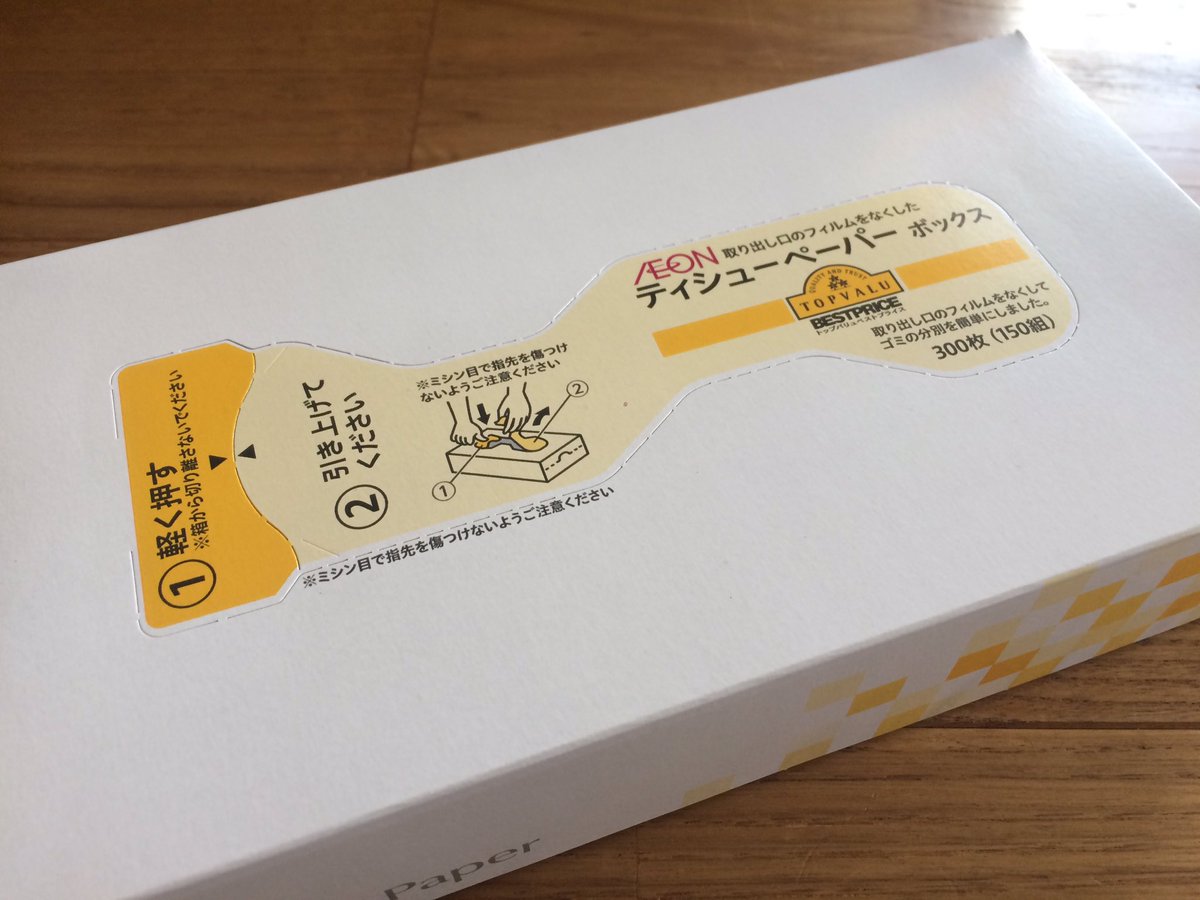 ÆON 取り出し口のフィルムをなくした
ティシューペーパー ボックス
QUALITY AND TRUST
TOPVALU
BESTPRICE
トップバリュベストプライス
取り出し口のフィルムをなくして
ゴミの分別を簡単にしました。
300枚(150組)
① 軽く押す
※箱から切り離さないでください
② 引き上げて
ください
※ミシン目で指先を傷つけ
ないようご注意ください
②
①
※ミシン目で指先を傷つけないようご注意ください
Paper